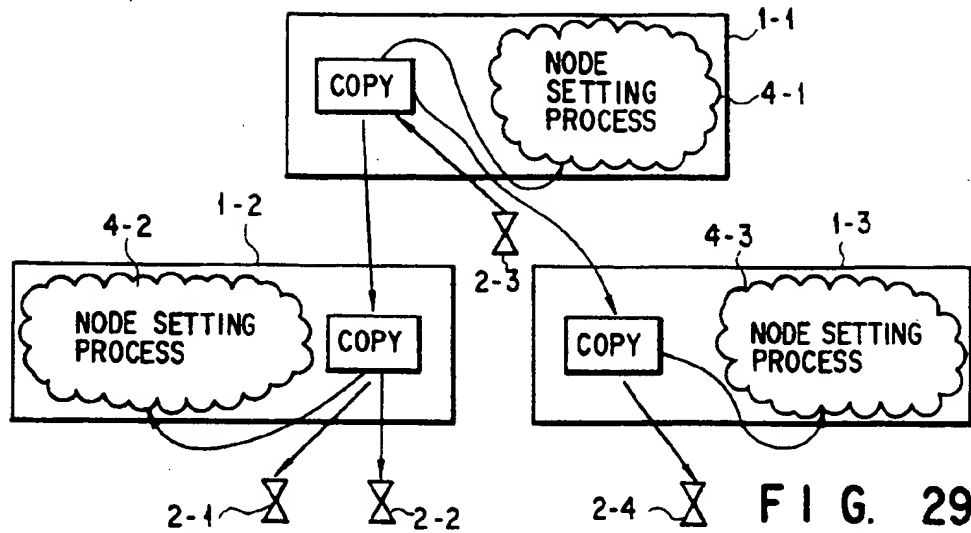 1-1
NODE
SETTING
PROCESS
4-1
COPY
2-3
4-2
1-2
NODE SETTING
PROCESS
COPY
4-3
1-3
COPY
NODE SETTING
PROCESS
2-1
2-2
2-4
FIG. 29